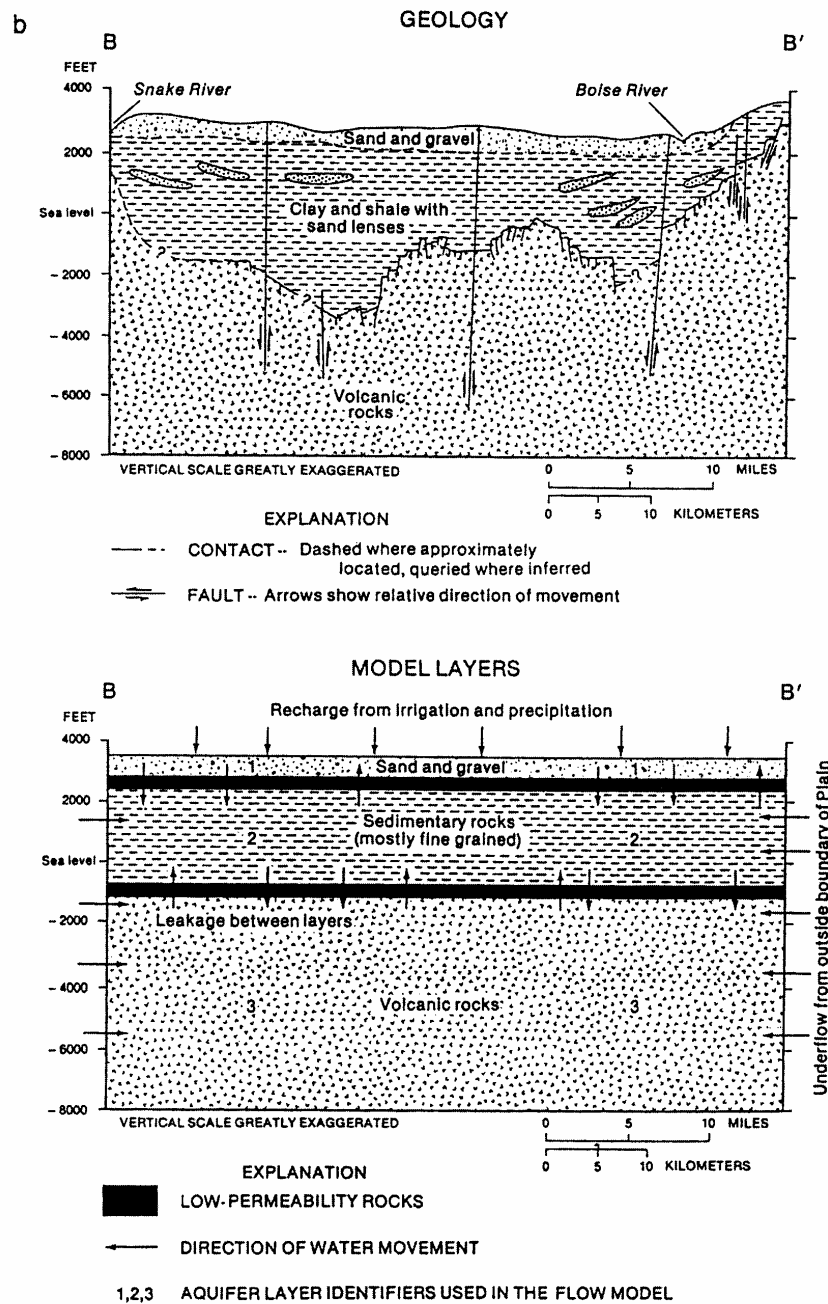 b
GEOLOGY
B B'
FEET
4000
Snake River
Boise River
Sand and gravel
2000
Clay and shale with
sand lenses
Sea level
?
?
?
- 2000
- 4000
Volcanic
rocks
- 6000
- 8000
VERTICAL SCALE GREATLY EXAGGERATED
0 5 10 MILES
0 5 10 KILOMETERS
EXPLANATION
CONTACT -- Dashed where approximately
located, queried where inferred
FAULT -- Arrows show relative direction of movement
MODEL LAYERS
B B'
Recharge from irrigation and precipitation
FEET
4000
1 Sand and gravel 1
2000
Sedimentary rocks
2 (mostly fine grained) 2
Sea level
- 2000
Leakage between layers
- 4000
3 Volcanic rocks 3
- 6000
- 8000
Underflow from outside boundary of Plain
VERTICAL SCALE GREATLY EXAGGERATED
0 5 10 MILES
0 5 10 KILOMETERS
EXPLANATION
LOW-PERMEABILITY ROCKS
DIRECTION OF WATER MOVEMENT
1,2,3 AQUIFER LAYER IDENTIFIERS USED IN THE FLOW MODEL